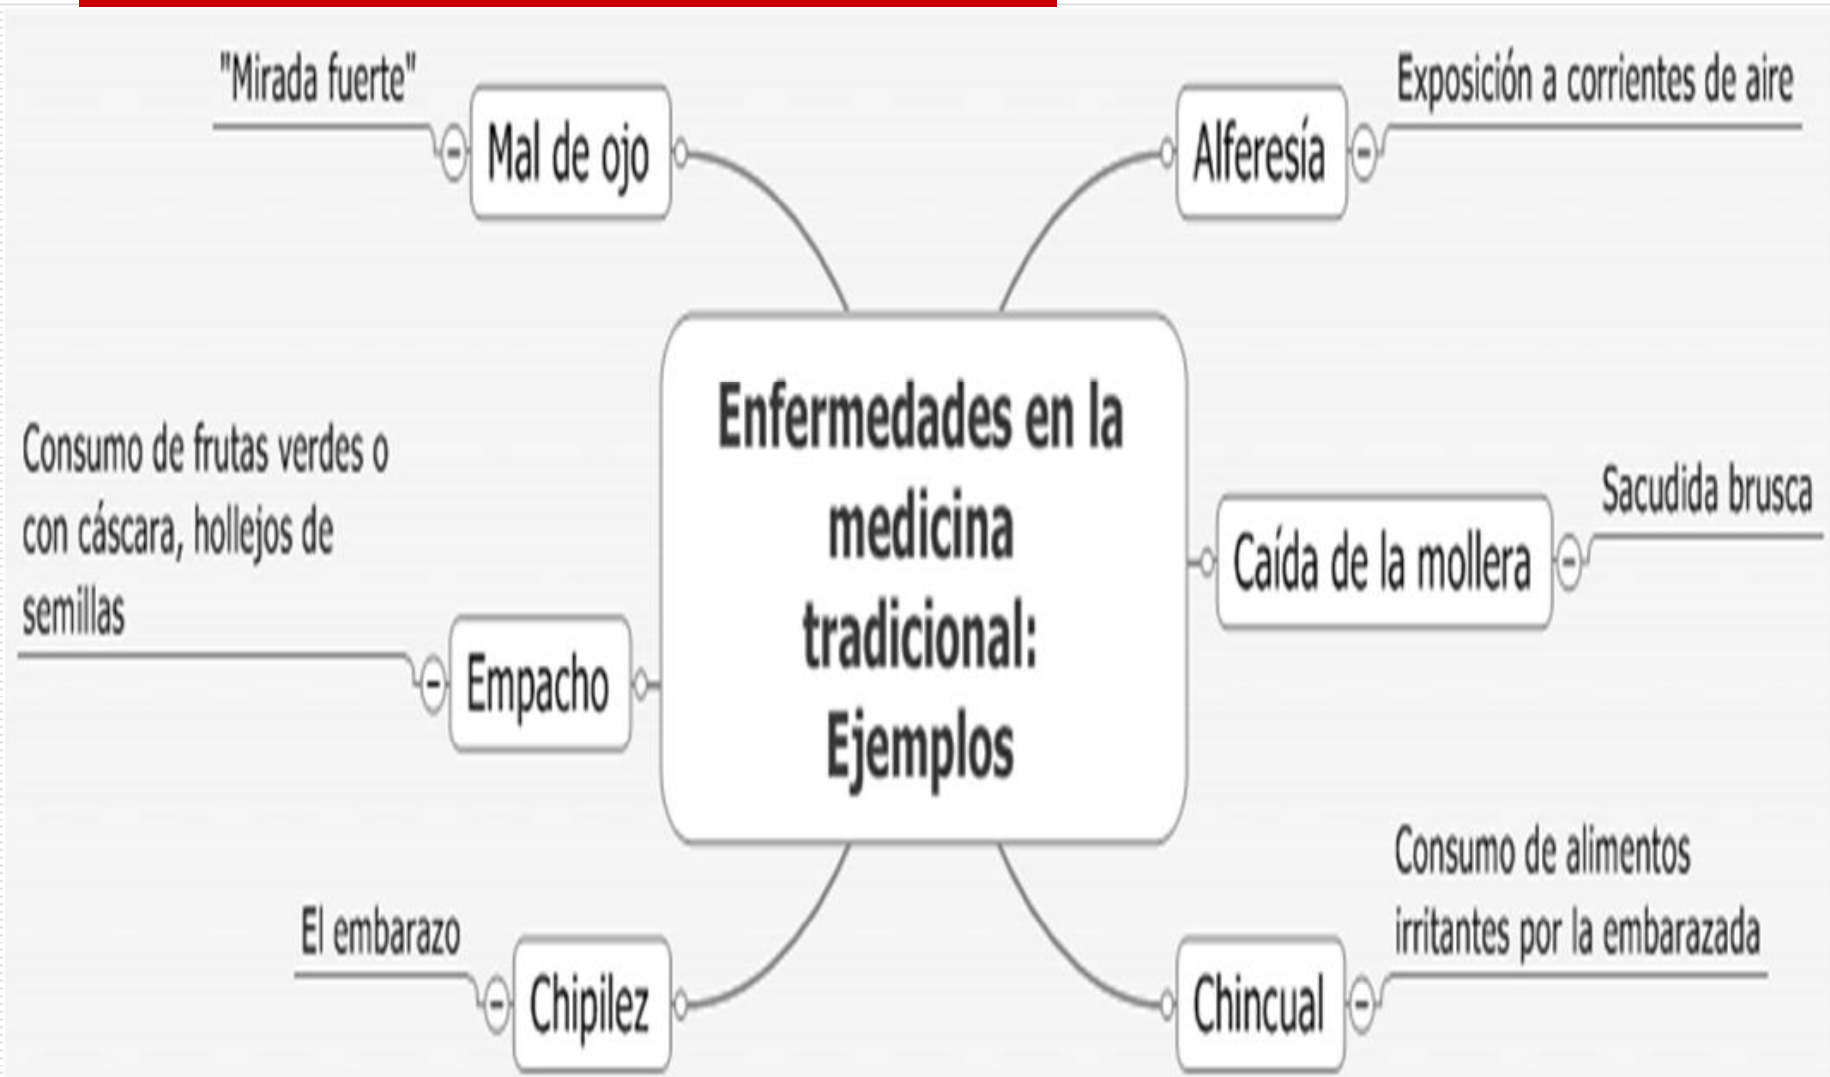 "Mirada fuerte"
Mal de ojo
Exposición a corrientes de aire
Alferesía
Enfermedades en la
medicina
tradicional:
Ejemplos
Consumo de frutas verdes o
con cáscara, hollejos de
semillas
Empacho
Sacudida brusca
Caída de la mollera
El embarazo
Chipilez
Consumo de alimentos
irritantes por la embarazada
Chincual